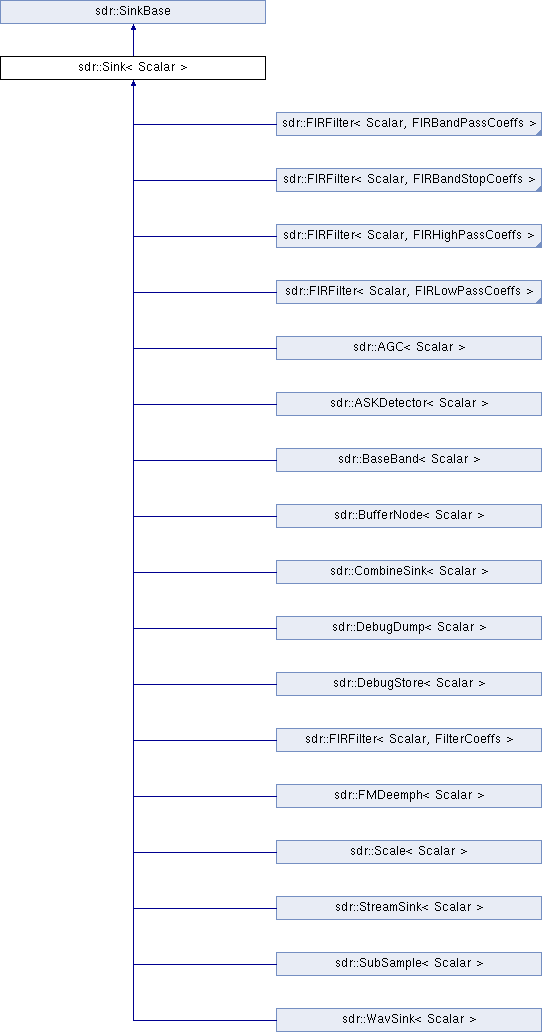 sdr::SinkBase
sdr::Sink< Scalar >
sdr::FIRFilter< Scalar, FIRBandPassCoeffs >
sdr::FIRFilter< Scalar, FIRBandStopCoeffs >
sdr::FIRFilter< Scalar, FIRHighPassCoeffs >
sdr::FIRFilter< Scalar, FIRLowPassCoeffs >
sdr::AGC< Scalar >
sdr::ASKDetector< Scalar >
sdr::BaseBand< Scalar >
sdr::BufferNode< Scalar >
sdr::CombineSink< Scalar >
sdr::DebugDump< Scalar >
sdr::DebugStore< Scalar >
sdr::FIRFilter< Scalar, FilterCoeffs >
sdr::FMDeemph< Scalar >
sdr::Scale< Scalar >
sdr::StreamSink< Scalar >
sdr::SubSample< Scalar >
sdr::WavSink< Scalar >